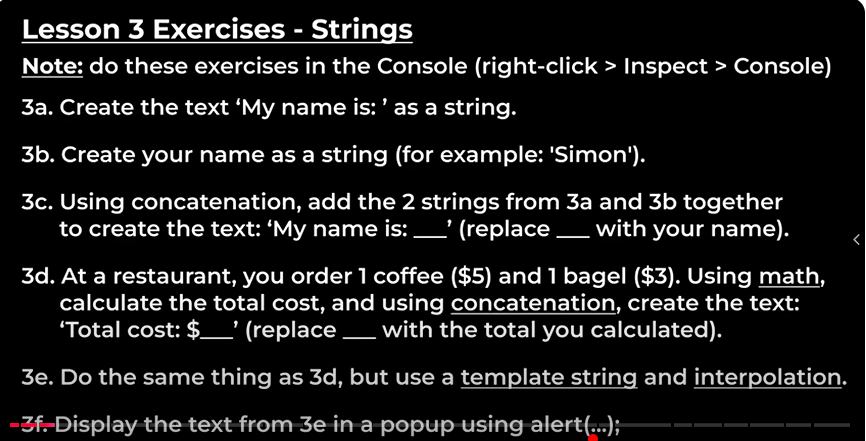 Lesson 3 Exercises - Strings
Note: do these exercises in the Console (right-click > Inspect > Console)
3a. Create the text ‘My name is: ’ as a string.
3b. Create your name as a string (for example: 'Simon').
3c. Using concatenation, add the 2 strings from 3a and 3b together
to create the text: ‘My name is: ___’ (replace ___ with your name).
3d. At a restaurant, you order 1 coffee ($5) and 1 bagel ($3). Using math,
calculate the total cost, and using concatenation, create the text:
‘Total cost: $___’ (replace ___ with the total you calculated).
3e. Do the same thing as 3d, but use a template string and interpolation.
3f. Display the text from 3e in a popup using alert(...);